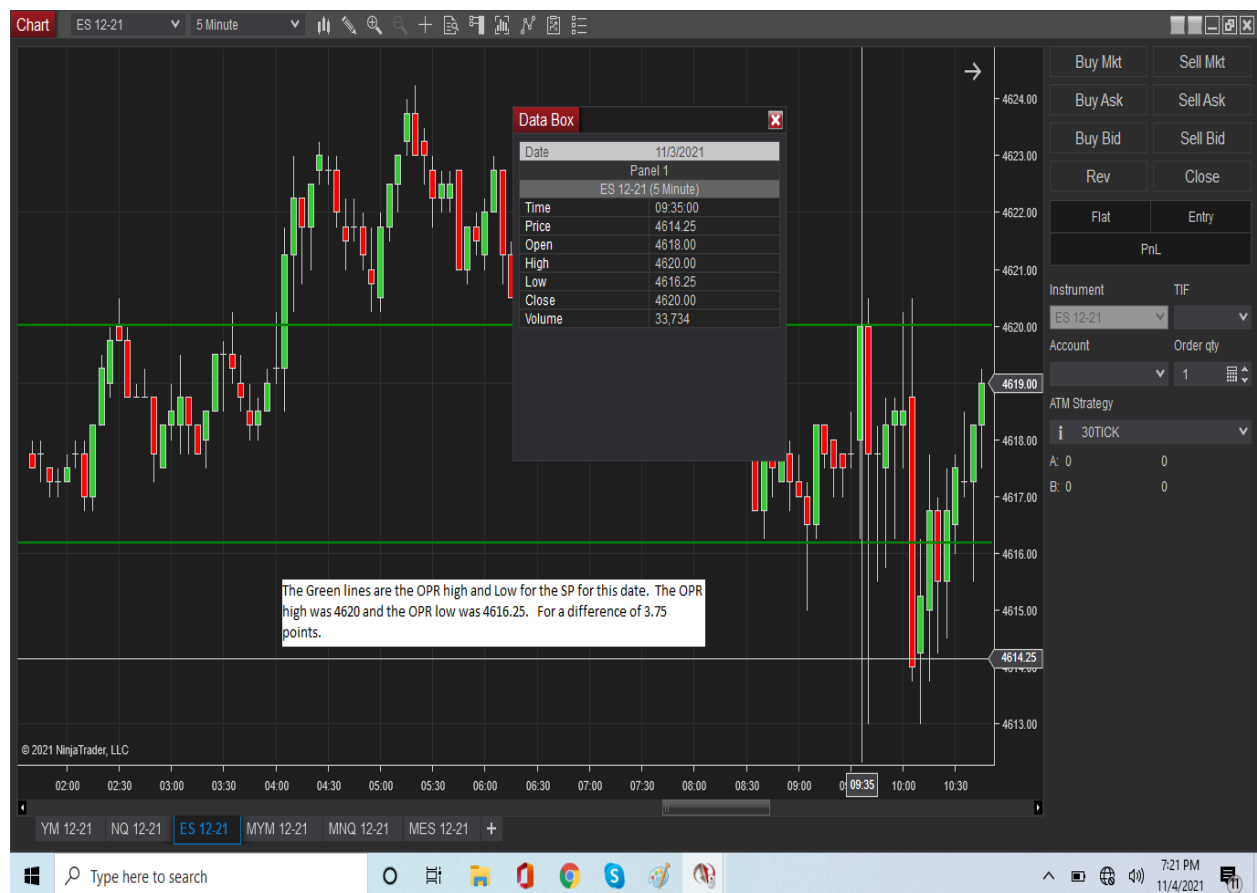 Chart ES 12-21 5 Minute
Buy Mkt Sell Mkt
Buy Ask Sell Ask
Buy Bid Sell Bid
Rev Close
Flat Entry
PnL
Instrument TIF
ES 12-21
Account Order qty
1
ATM Strategy
i 30TICK
A: 0 0
B: 0 0
Data Box
Date 11/3/2021
Panel 1
ES 12-21 (5 Minute)
Time 09:35:00
Price 4614.25
Open 4618.00
High 4620.00
Low 4616.25
Close 4620.00
Volume 33,734
4624.00
4623.00
4622.00
4621.00
4620.00
4619.00
4618.00
4617.00
4616.00
4615.00
4614.25
4613.00
The Green lines are the OPR high and Low for the SP for this date. The OPR
high was 4620 and the OPR low was 4616.25. For a difference of 3.75
points.
© 2021 NinjaTrader, LLC
02:00 02:30 03:00 03:30 04:00 04:30 05:00 05:30 06:00 06:30 07:00 07:30 08:00 08:30 09:00 09:35 10:00 10:30
YM 12-21 NQ 12-21 ES 12-21 MYM 12-21 MNQ 12-21 MES 12-21 +
Type here to search
7:21 PM
11/4/2021